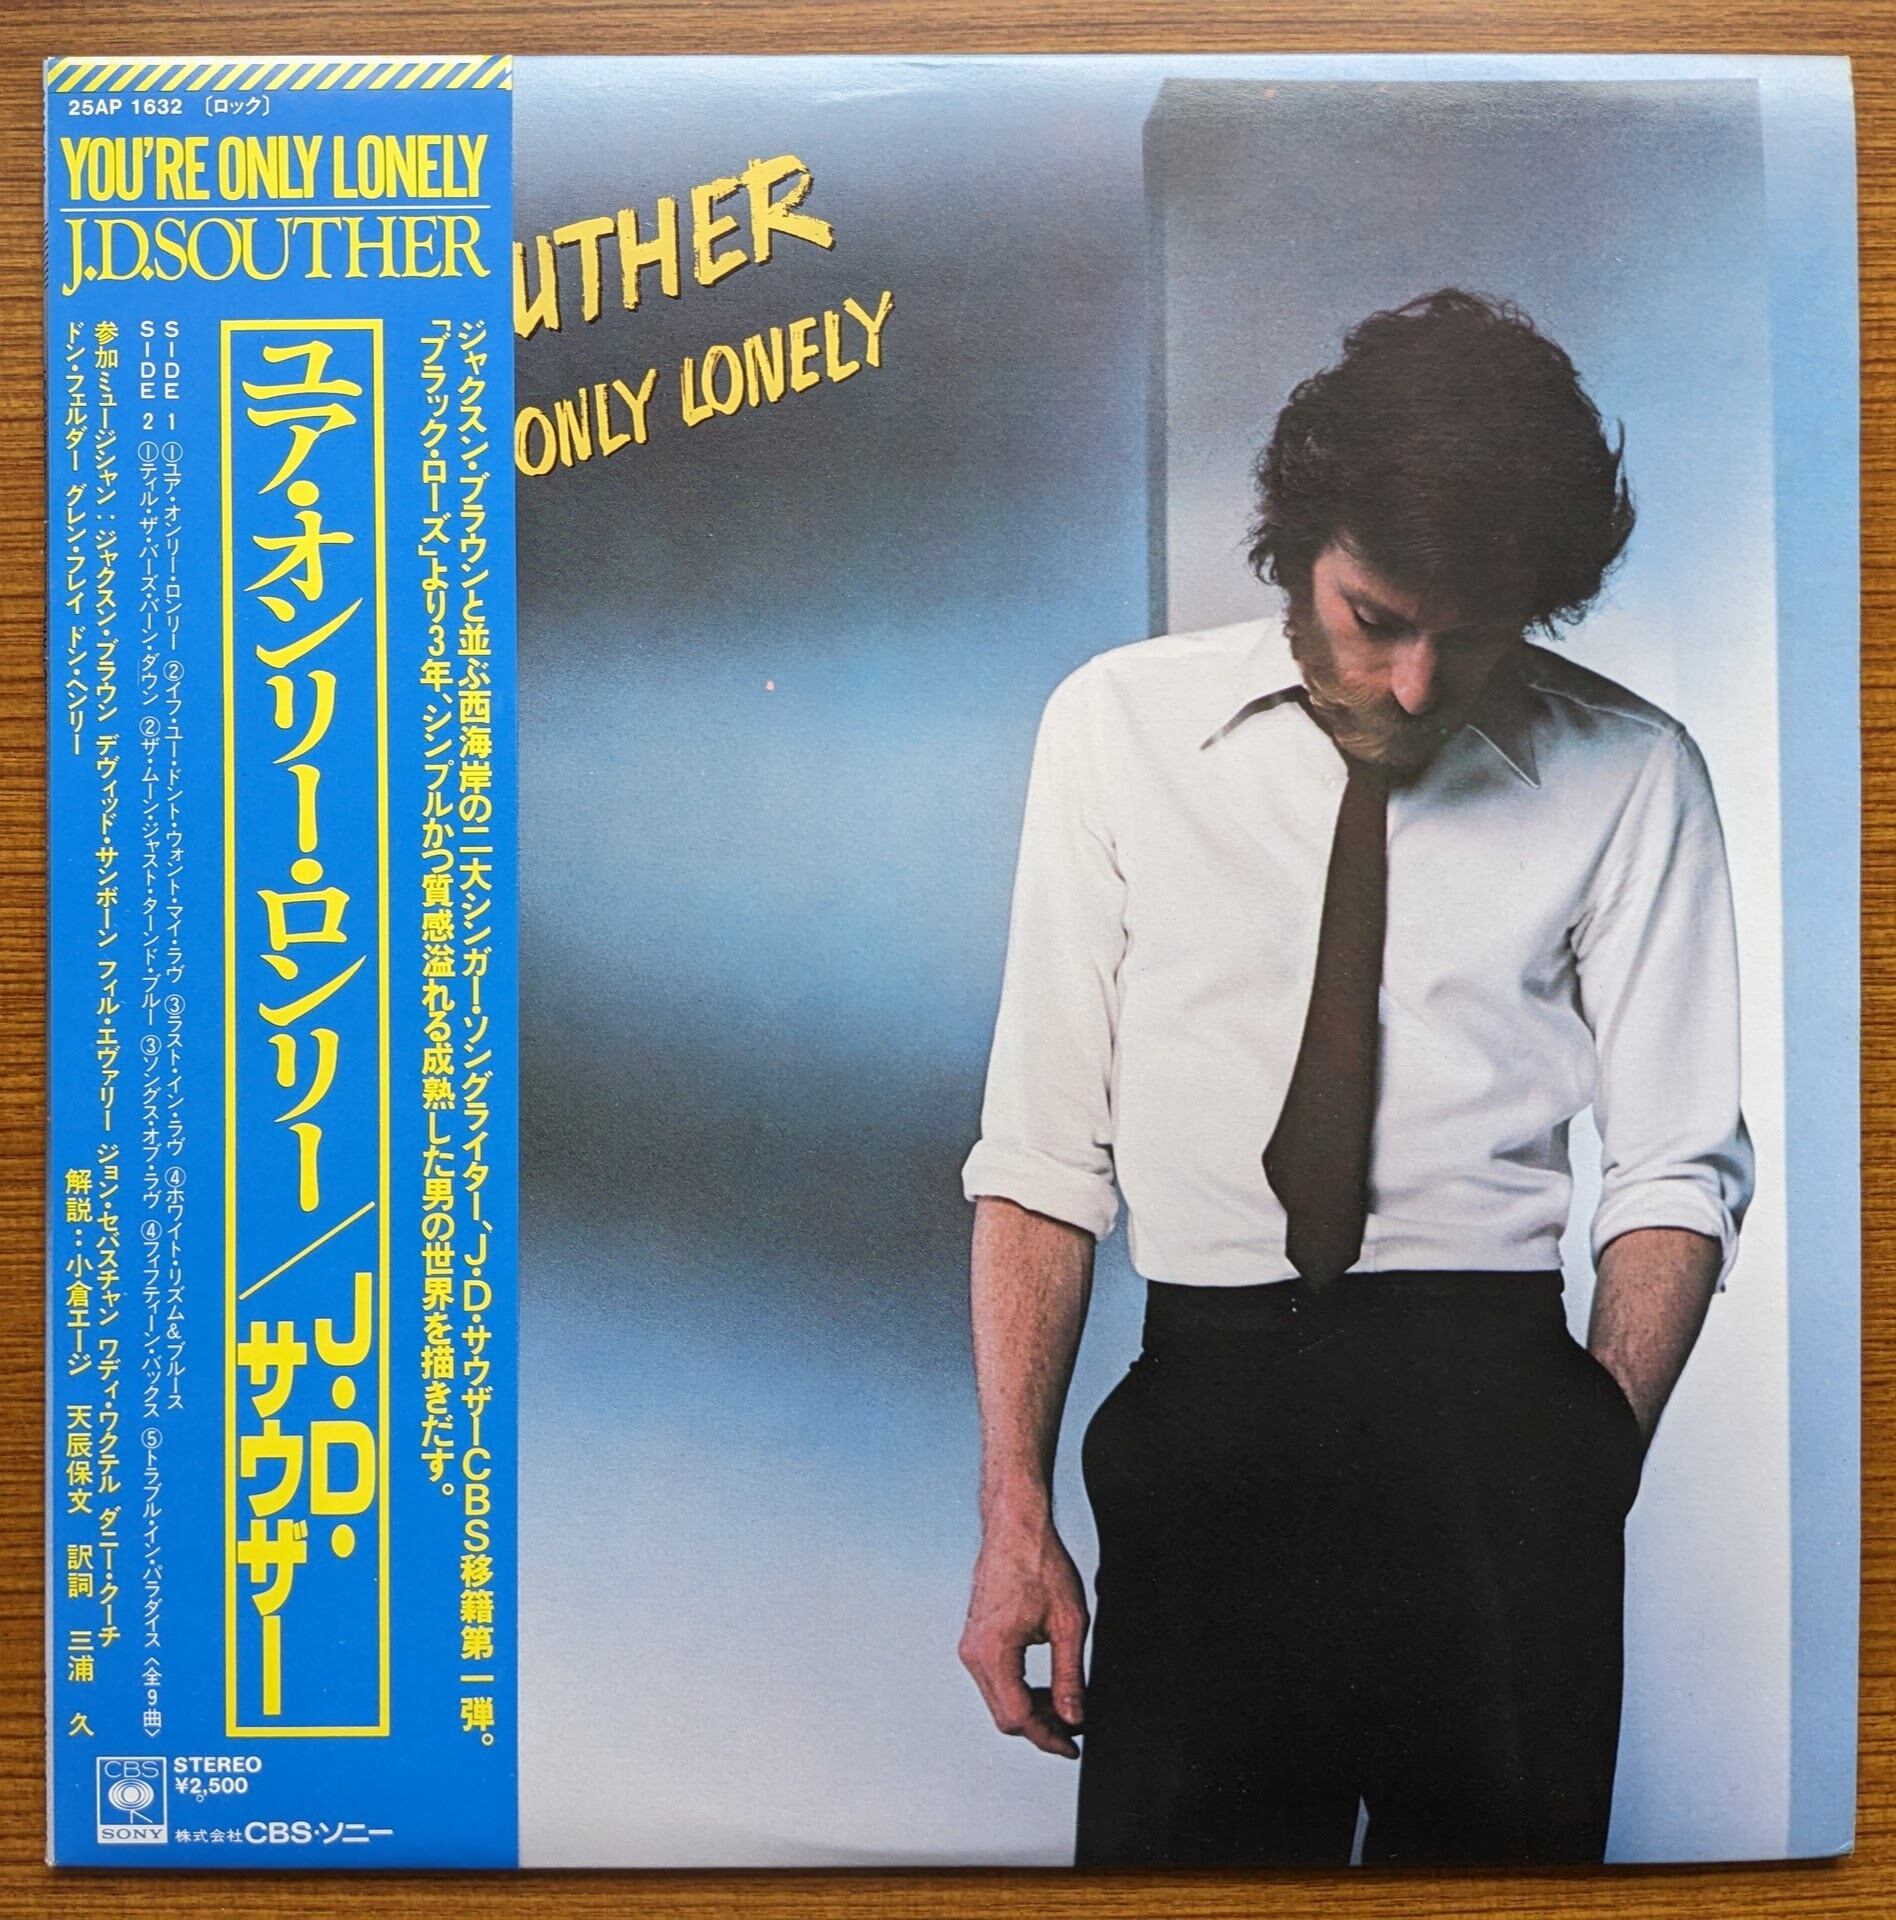 25AP 1632 〔ロック〕
YOU'RE ONLY LONELY
J.D.SOUTHER
ジャクスン・ブラウンと並ぶ西海岸の二大シンガー・ソングライター、J・D・サウザーCBS移籍第一弾。
「ブラック・ローズ」より3年、シンプルかつ質感溢れる成熟した男の世界を描きだす。
ユア・オンリー・ロンリー／J・D・サウザー
SIDE 1 ①ユア・オンリー・ロンリー ②イフ・ユー・ドント・ウォント・マイ・ラヴ ③ラスト・イン・ラヴ ④ホワイト・リズム&ブルース
SIDE 2 ①ティル・ザ・バーズ・バーン・ダウン ②ザ・ムーン・ジャスト・ターンド・ブルー ③ソングス・オブ・ラヴ ④フィフティーン・バックス ⑤トラブル・イン・パラダイス〈全9曲〉
参加ミュージシャン：ジャクスン・ブラウン デヴィッド・サンボーン フィル・エヴァリー ジョン・セバスチャン ワディ・ワクテル ダニー・クーチ
ドン・フェルダー グレン・フレイ ドン・ヘンリー 解説：小倉エージ 天辰保文 訳詞 三浦 久
CBS
SONY
STEREO
¥2,500
株式会社CBS・ソニー
UTHER
ONLY LONELY